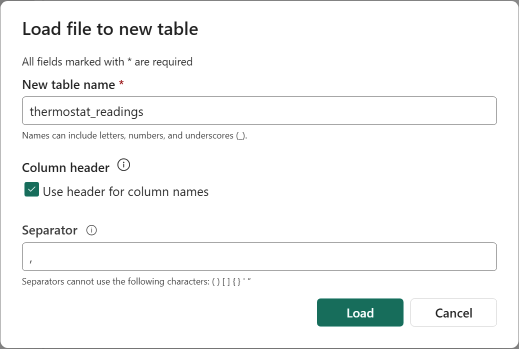 Load file to new table
All fields marked with * are required
New table name *
thermostat_readings
Names can include letters, numbers, and underscores (_).
Column header
Use header for column names
Separator
,
Separators cannot use the following characters: ( ) [ ] { } ' "
Load Cancel